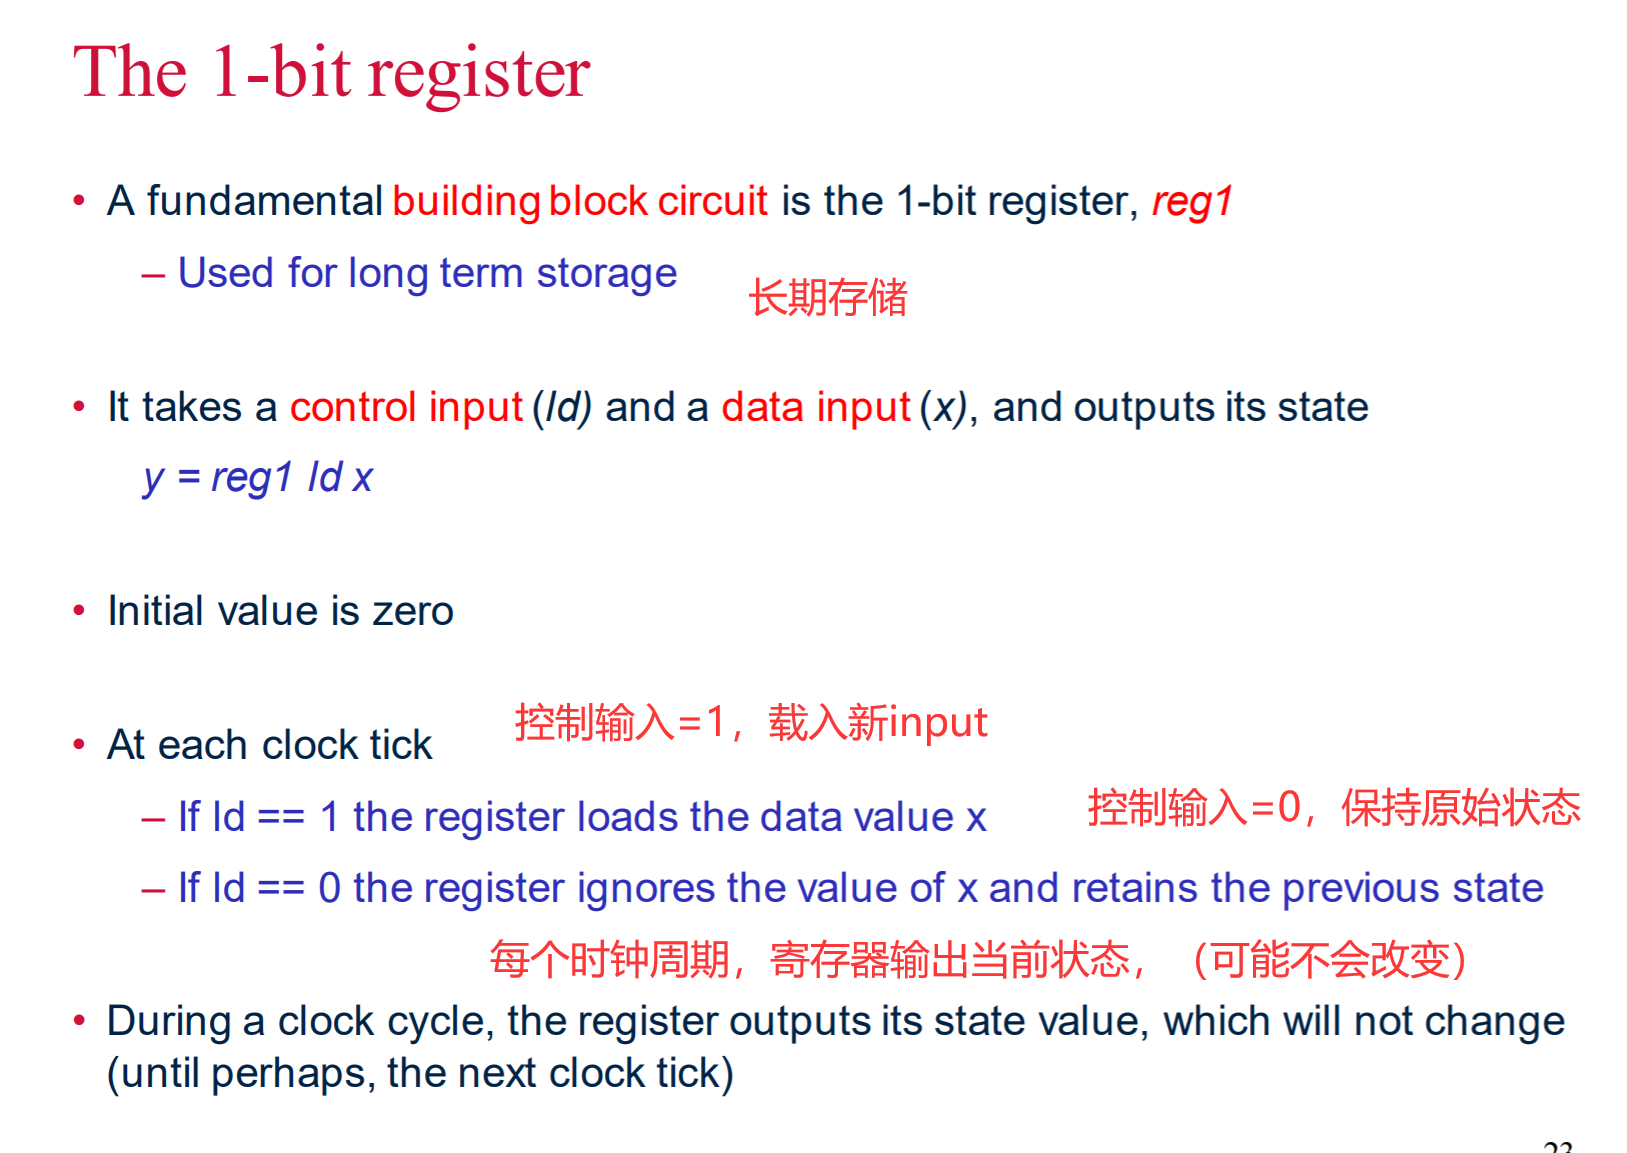 The 1-bit register
• A fundamental building block circuit is the 1-bit register, reg1
– Used for long term storage
长期存储
• It takes a control input (ld) and a data input (x), and outputs its state
y = reg1 ld x
• Initial value is zero
控制输入=1，载入新input
• At each clock tick
– If ld == 1 the register loads the data value x
控制输入=0，保持原始状态
– If ld == 0 the register ignores the value of x and retains the previous state
每个时钟周期，寄存器输出当前状态，（可能不会改变）
• During a clock cycle, the register outputs its state value, which will not change
(until perhaps, the next clock tick)
23